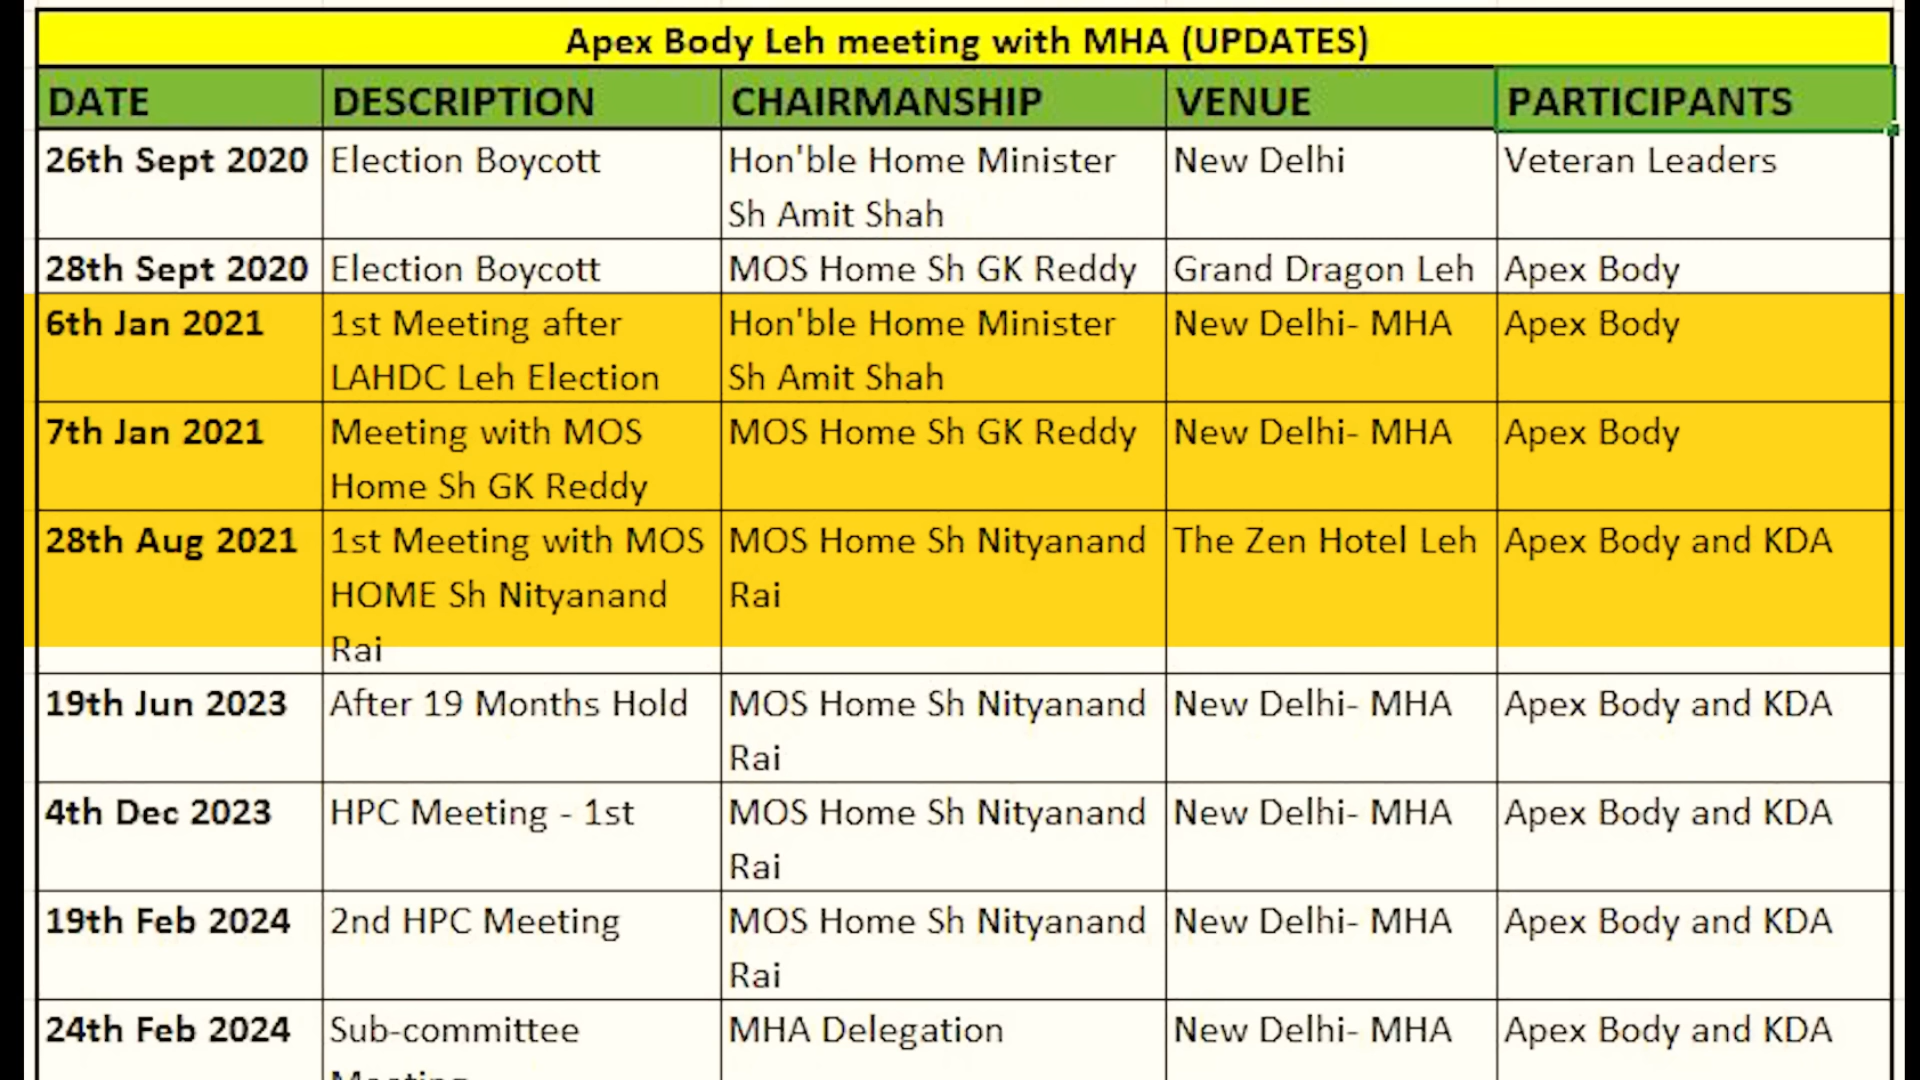 Apex Body Leh meeting with MHA (UPDATES)
DATE DESCRIPTION CHAIRMANSHIP VENUE PARTICIPANTS
26th Sept 2020 Election Boycott Hon'ble Home Minister New Delhi Veteran Leaders
Sh Amit Shah
28th Sept 2020 Election Boycott MOS Home Sh GK Reddy Grand Dragon Leh Apex Body
6th Jan 2021 1st Meeting after Hon'ble Home Minister New Delhi- MHA Apex Body
LAHDC Leh Election Sh Amit Shah
7th Jan 2021 Meeting with MOS MOS Home Sh GK Reddy New Delhi- MHA Apex Body
Home Sh GK Reddy
28th Aug 2021 1st Meeting with MOS MOS Home Sh Nityanand The Zen Hotel Leh Apex Body and KDA
HOME Sh Nityanand Rai
Rai
19th Jun 2023 After 19 Months Hold MOS Home Sh Nityanand New Delhi- MHA Apex Body and KDA
Rai
4th Dec 2023 HPC Meeting - 1st MOS Home Sh Nityanand New Delhi- MHA Apex Body and KDA
Rai
19th Feb 2024 2nd HPC Meeting MOS Home Sh Nityanand New Delhi- MHA Apex Body and KDA
Rai
24th Feb 2024 Sub-committee MHA Delegation New Delhi- MHA Apex Body and KDA
Meeting